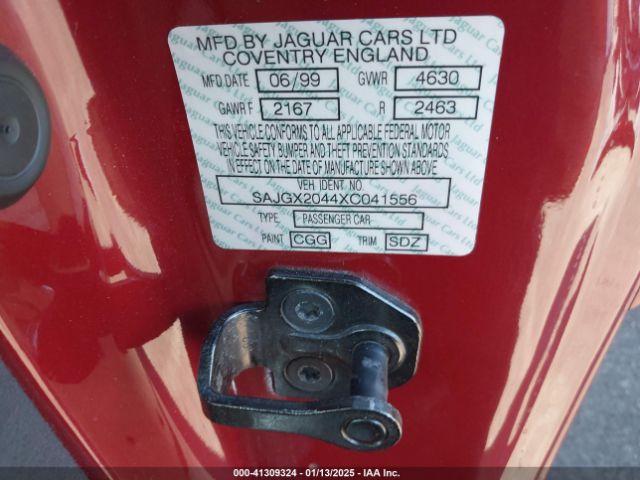 MFD BY JAGUAR CARS LTD
COVENTRY ENGLAND
MFD DATE 06/99 GVWR 4630
GAWR F 2167 R 2463
THIS VEHICLE CONFORMS TO ALL APPLICABLE FEDERAL MOTOR
VEHICLE SAFETY BUMPER AND THEFT PREVENTION STANDARDS
IN EFFECT ON THE DATE OF MANUFACTURE SHOWN ABOVE
VEH IDENT NO.
SAJGX2044XC041556
TYPE PASSENGER CAR
PAINT CGG TRIM SDZ
000-41309324 - 01/13/2025 - IAA Inc.